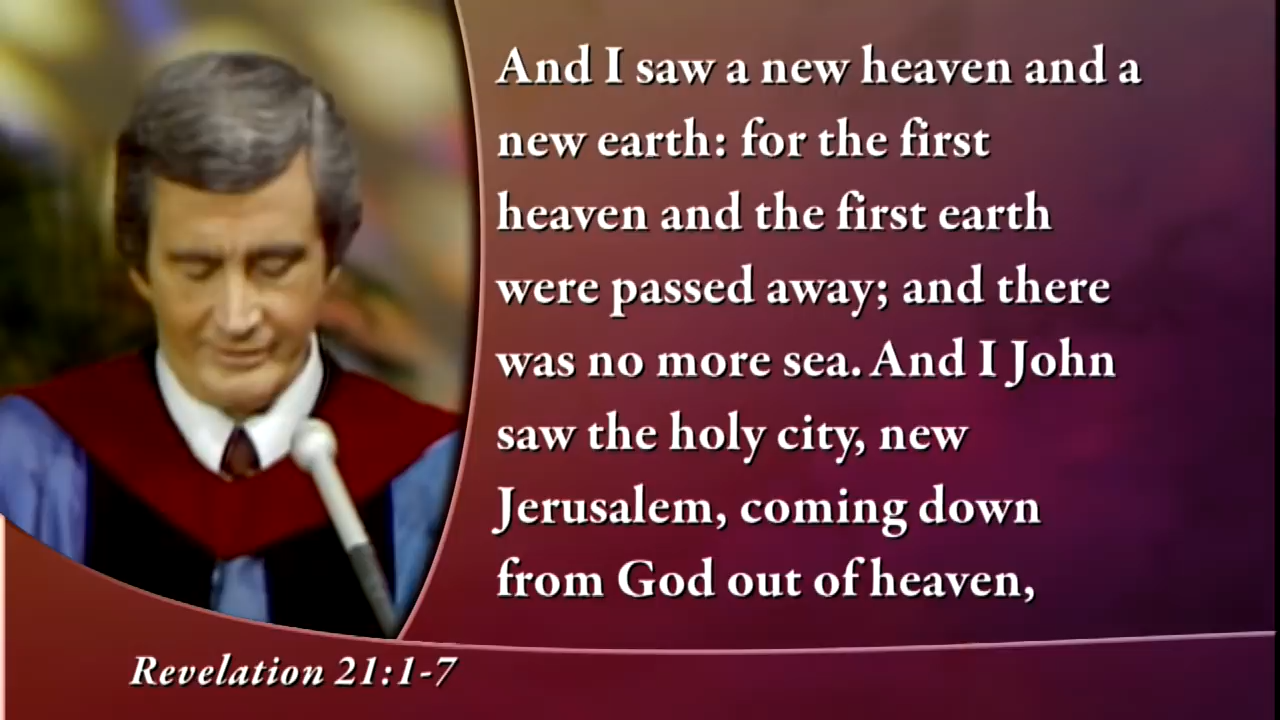 And I saw a new heaven and a
new earth: for the first
heaven and the first earth
were passed away; and there
was no more sea. And I John
saw the holy city, new
Jerusalem, coming down
from God out of heaven,
Revelation 21:1-7